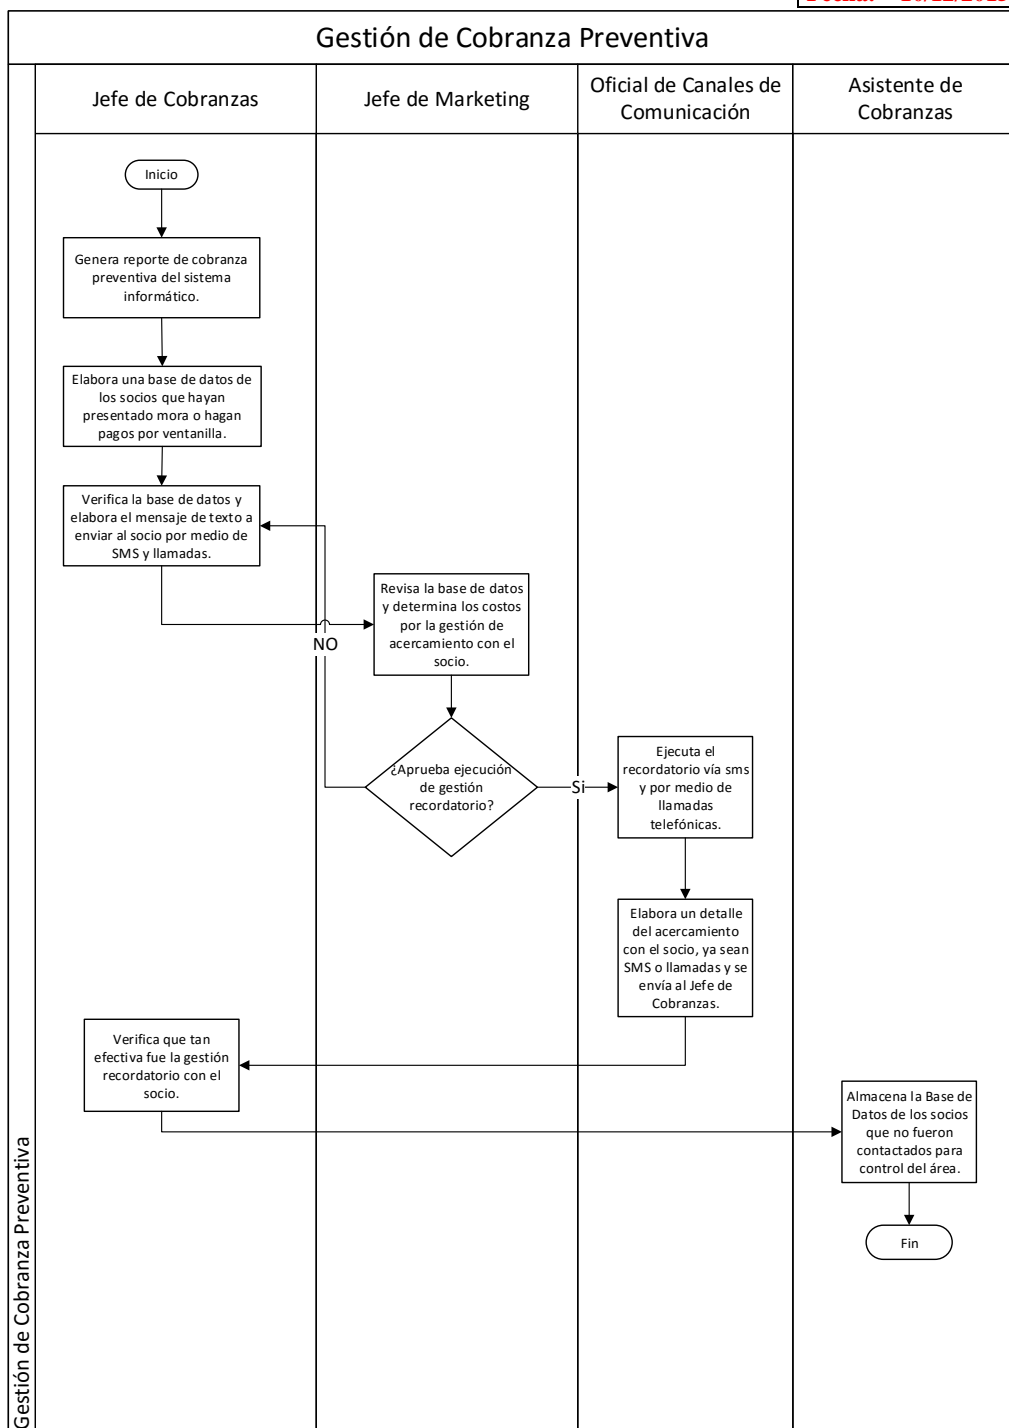 Gestión de Cobranza Preventiva
Jefe de Cobranzas
Jefe de Marketing
Oficial de Canales de
Comunicación
Asistente de
Cobranzas
Inicio
Genera reporte de cobranza
preventiva del sistema
informático.
Elabora una base de datos de
los socios que hayan
presentado mora o hagan
pagos por ventanilla.
Verifica la base de datos y
elabora el mensaje de texto a
enviar al socio por medio de
SMS y llamadas.
Revisa la base de datos
y determina los costos
por la gestión de
acercamiento con el
socio.
NO
¿Aprueba ejecución
de gestión
recordatorio?
Si
Ejecuta el
recordatorio vía sms
y por medio de
llamadas
telefónicas.
Elabora un detalle
del acercamiento
con el socio, ya sean
SMS o llamadas y se
envía al Jefe de
Cobranzas.
Verifica que tan
efectiva fue la gestión
recordatorio con el
socio.
Almacena la Base de
Datos de los socios
que no fueron
contactados para
control del área.
Fin
Gestión de Cobranza Preventiva